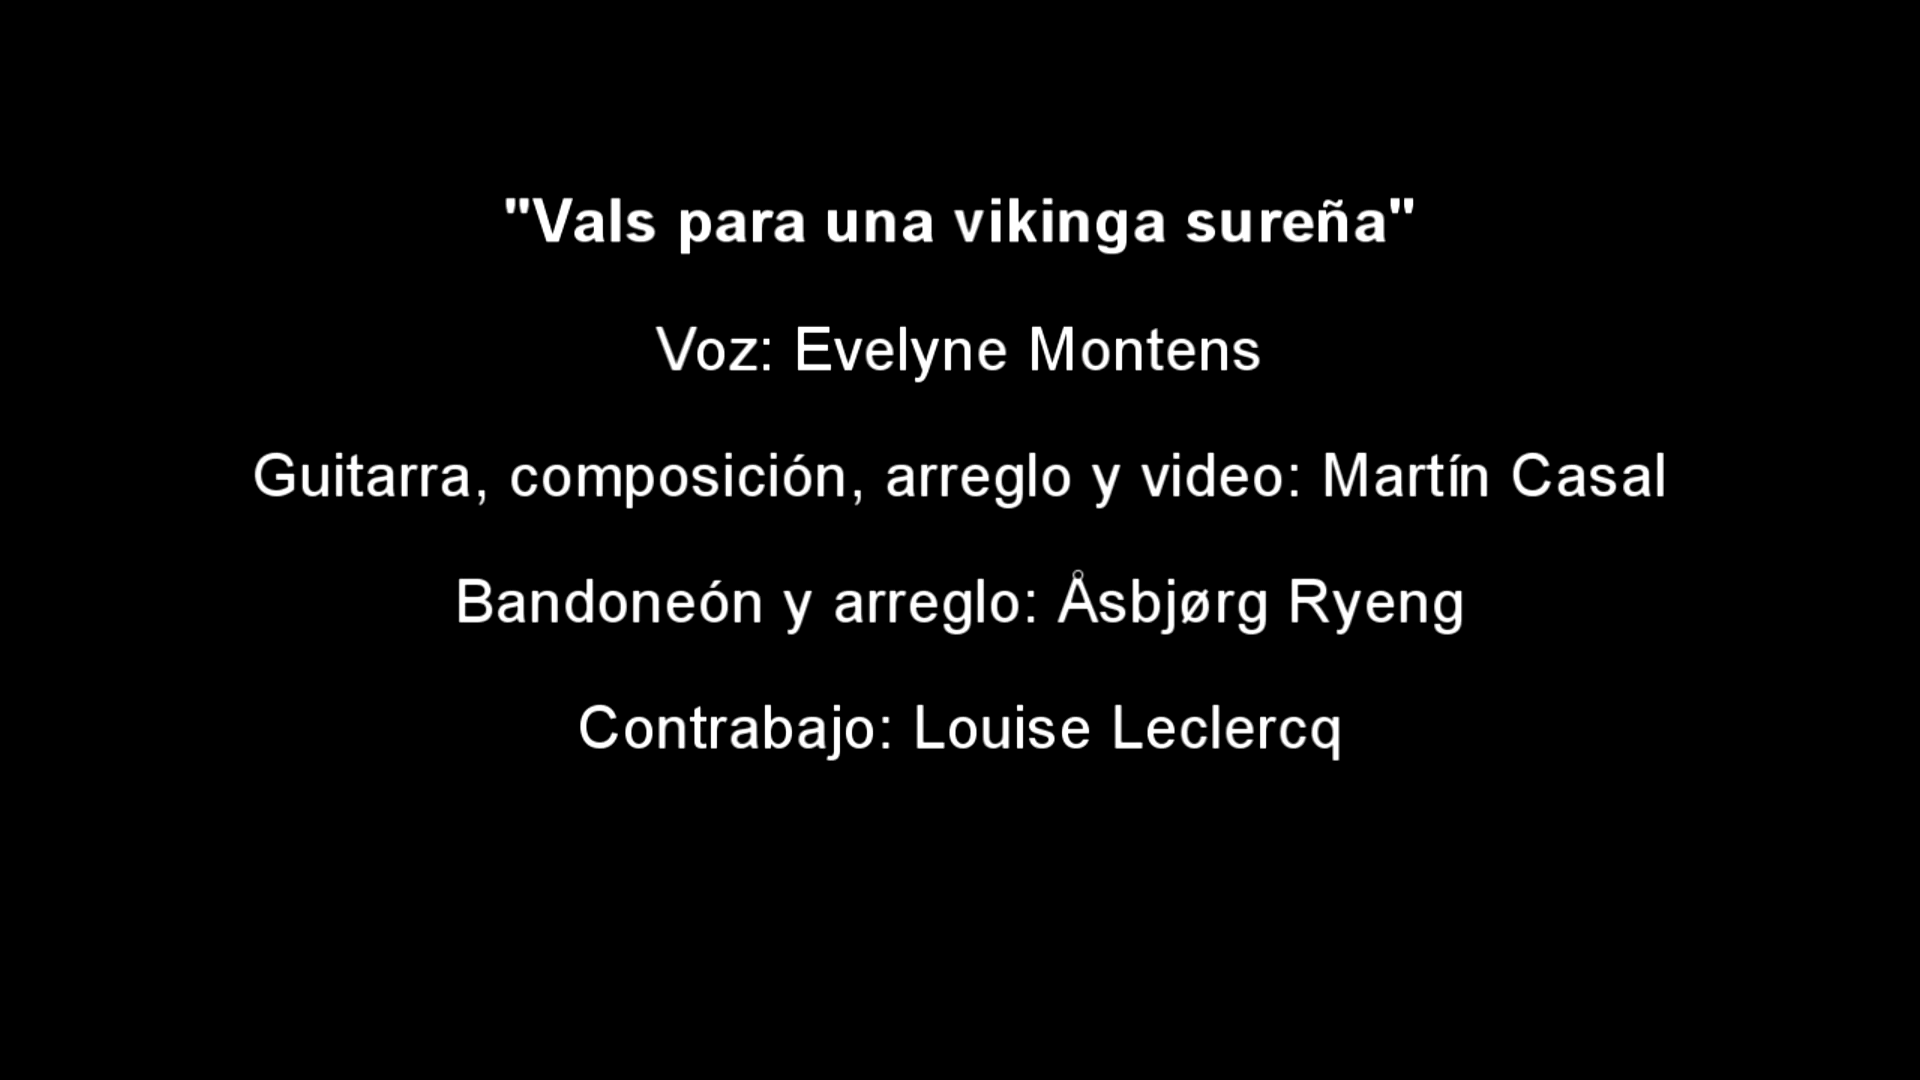 "Vals para una vikinga sureña"
Voz: Evelyne Montens
Guitarra, composición, arreglo y video: Martín Casal
Bandoneón y arreglo: Åsbjørg Ryeng
Contrabajo: Louise Leclercq